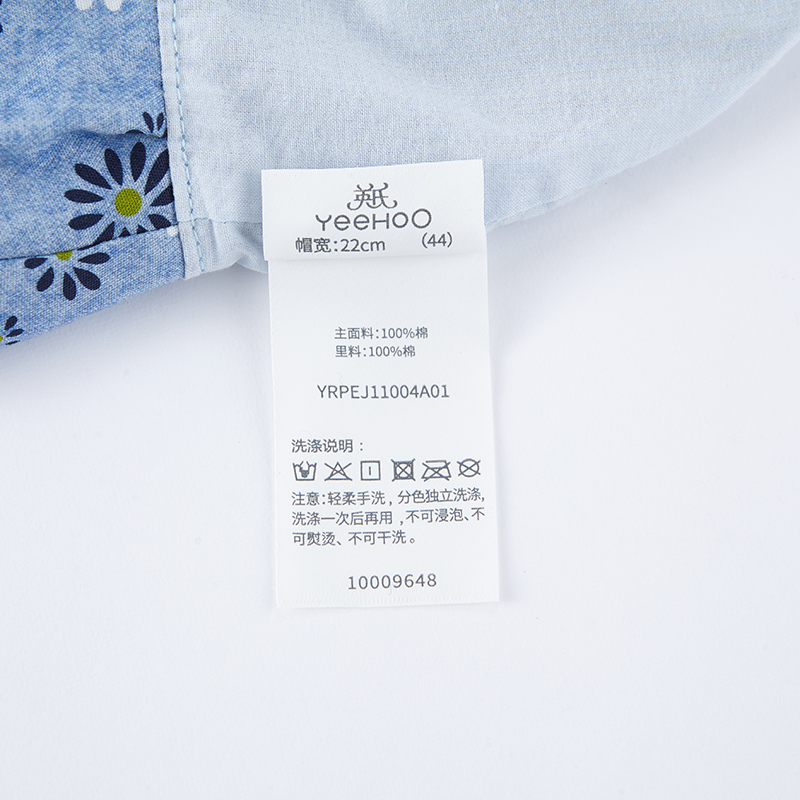 英氏
YeeHoO
帽宽:22cm (44)
主面料:100%棉
里料:100%棉
YRPEJ11004A01
洗涤说明:
注意:轻柔手洗,分色独立洗涤,
洗涤一次后再用,不可浸泡、不
可熨烫、不可干洗。
10009648